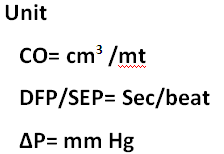 Unit
CO= cm³ /mt
DFP/SEP= Sec/beat
ΔP= mm Hg